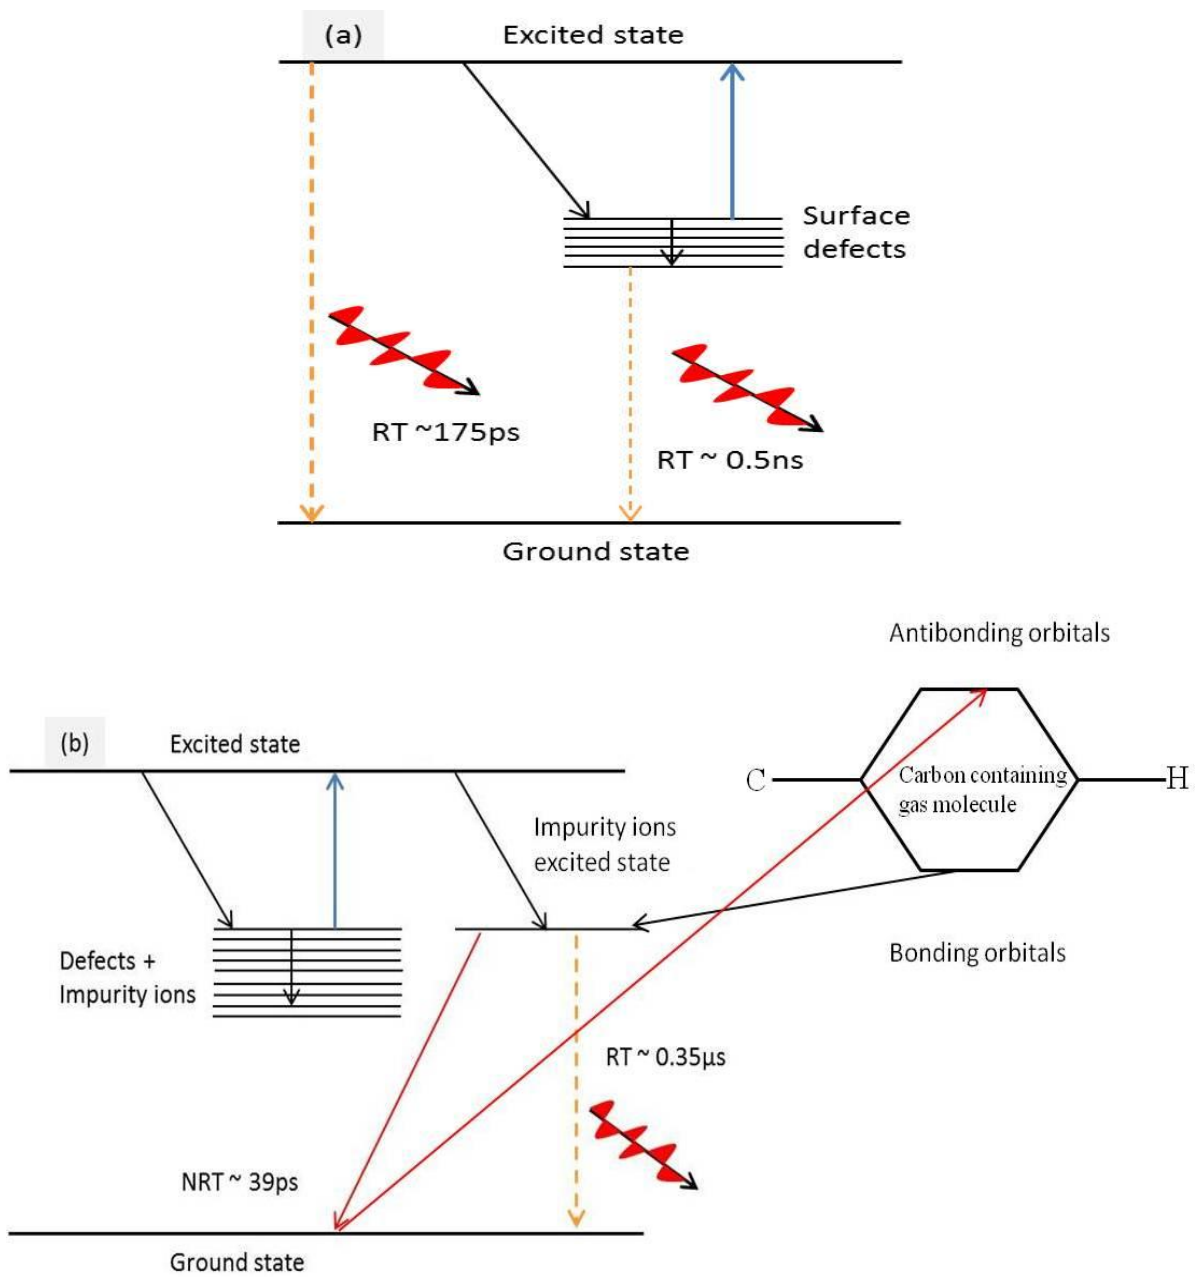 (a)
Excited state
Surface
defects
RT ~175ps
RT ~ 0.5ns
Ground state
Antibonding orbitals
(b)
Excited state
C
Carbon containing
gas molecule
H
Impurity ions
excited state
Defects +
Impurity ions
Bonding orbitals
RT ~ 0.35µs
NRT ~ 39ps
Ground state